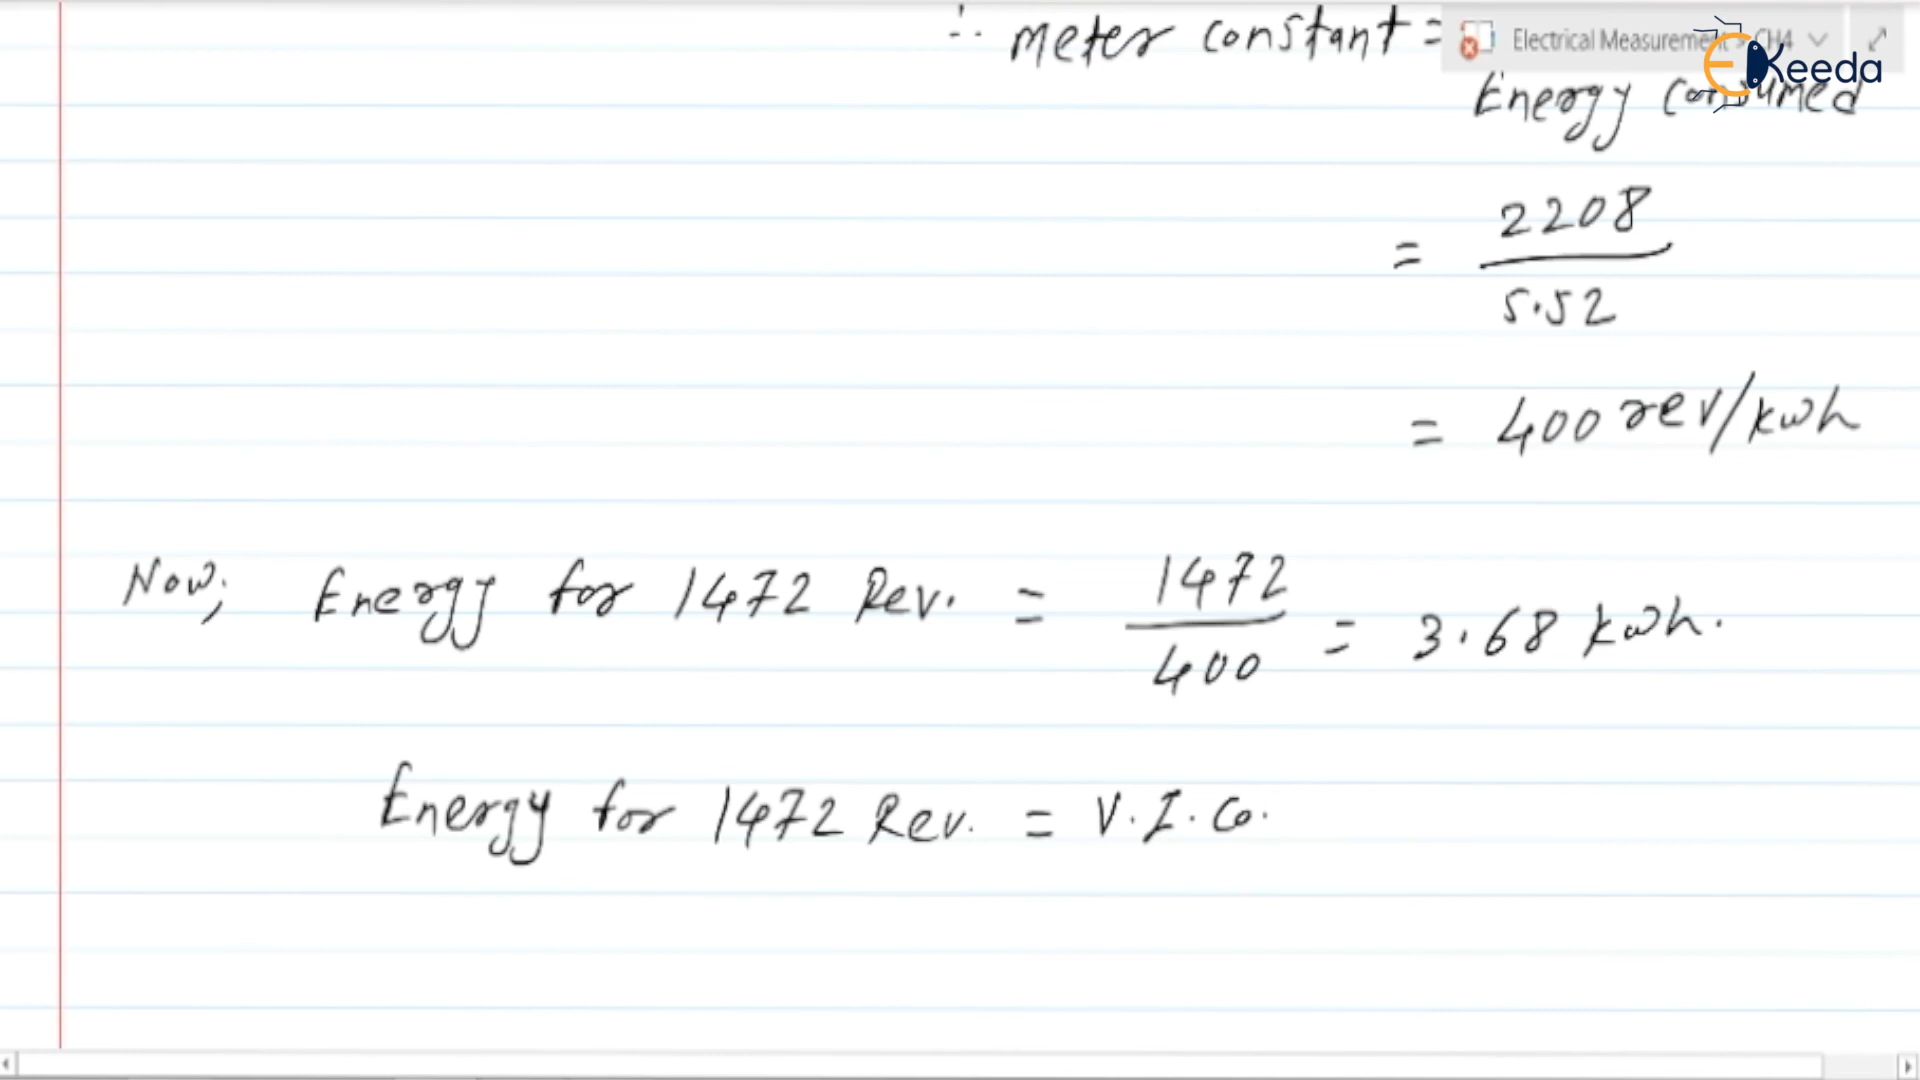 ∴ meter constant =
Electrical Measurement > CH4
EKeeda
Energy consumed
= 2208
5.52
= 400 rev/kwh
Now; Energy for 1472 Rev. = 1472 / 400 = 3.68 kwh.
Energy for 1472 Rev. = V.I. Co.